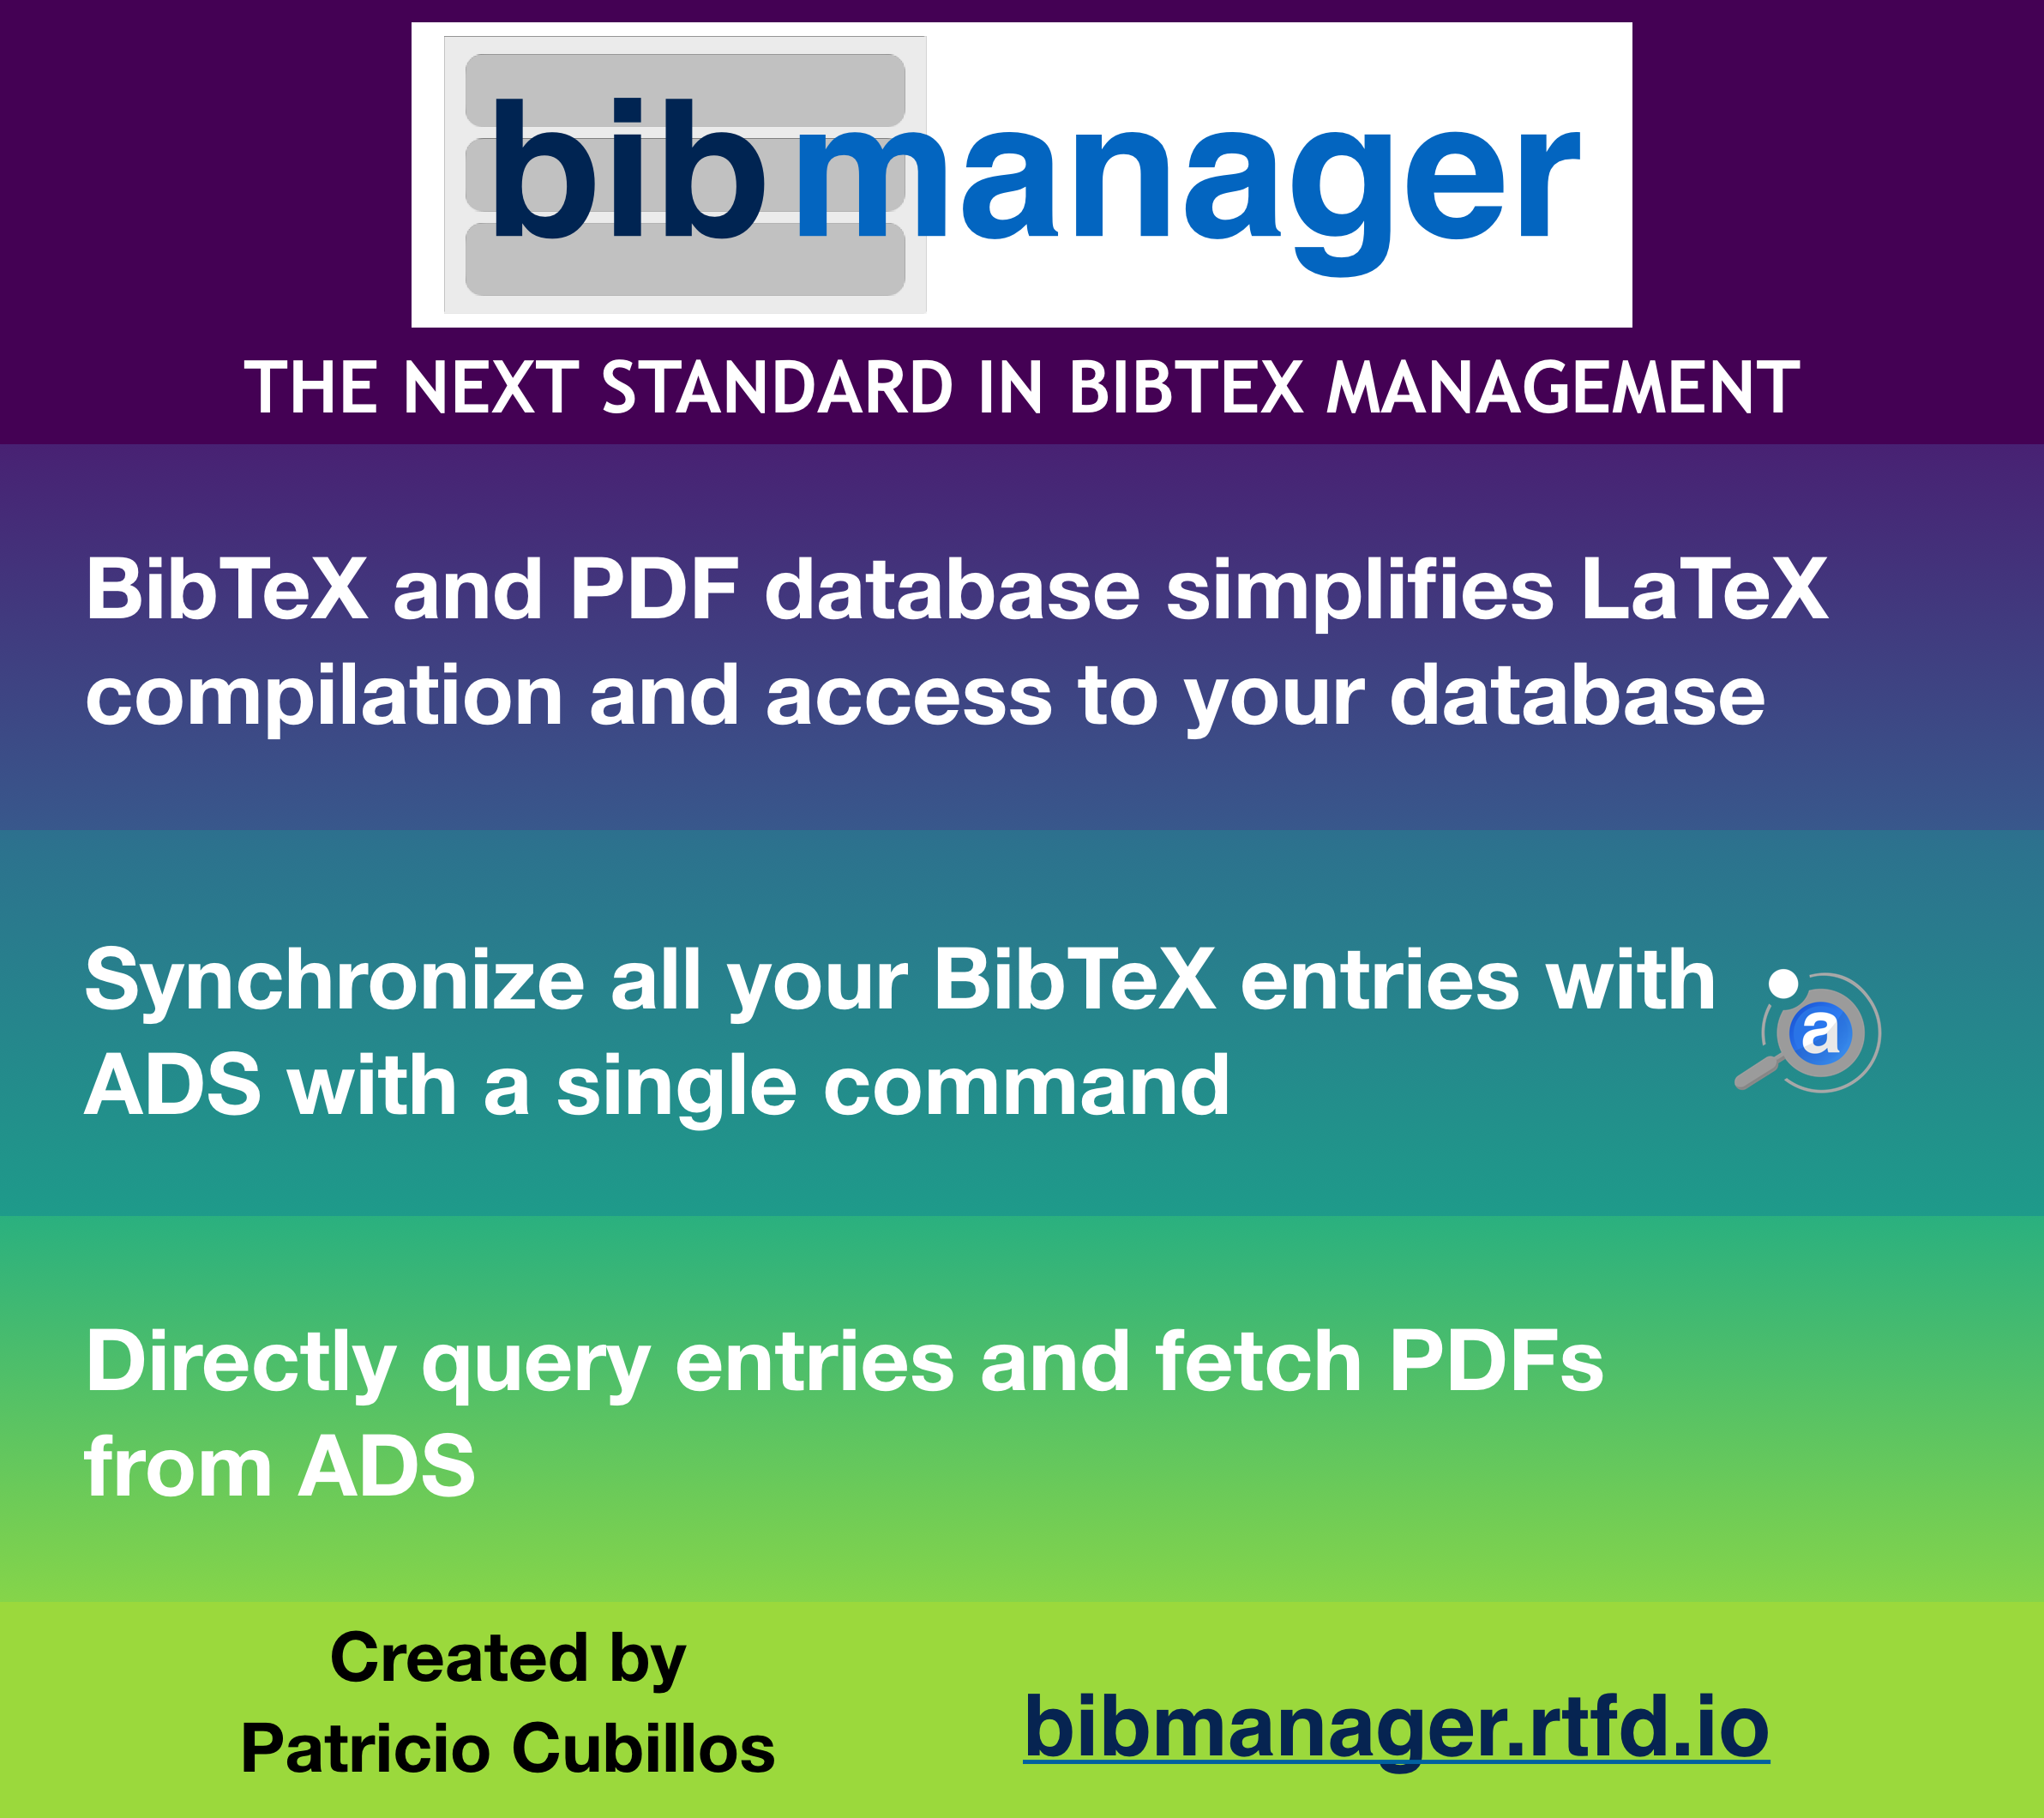 bibmanager
THE NEXT STANDARD IN BIBTEX MANAGEMENT
BibTeX and PDF database simplifies LaTeX
compilation and access to your database
Synchronize all your BibTeX entries with
ADS with a single command
a
Directly query entries and fetch PDFs
from ADS
Created by
Patricio Cubillos
bibmanager.rtfd.io